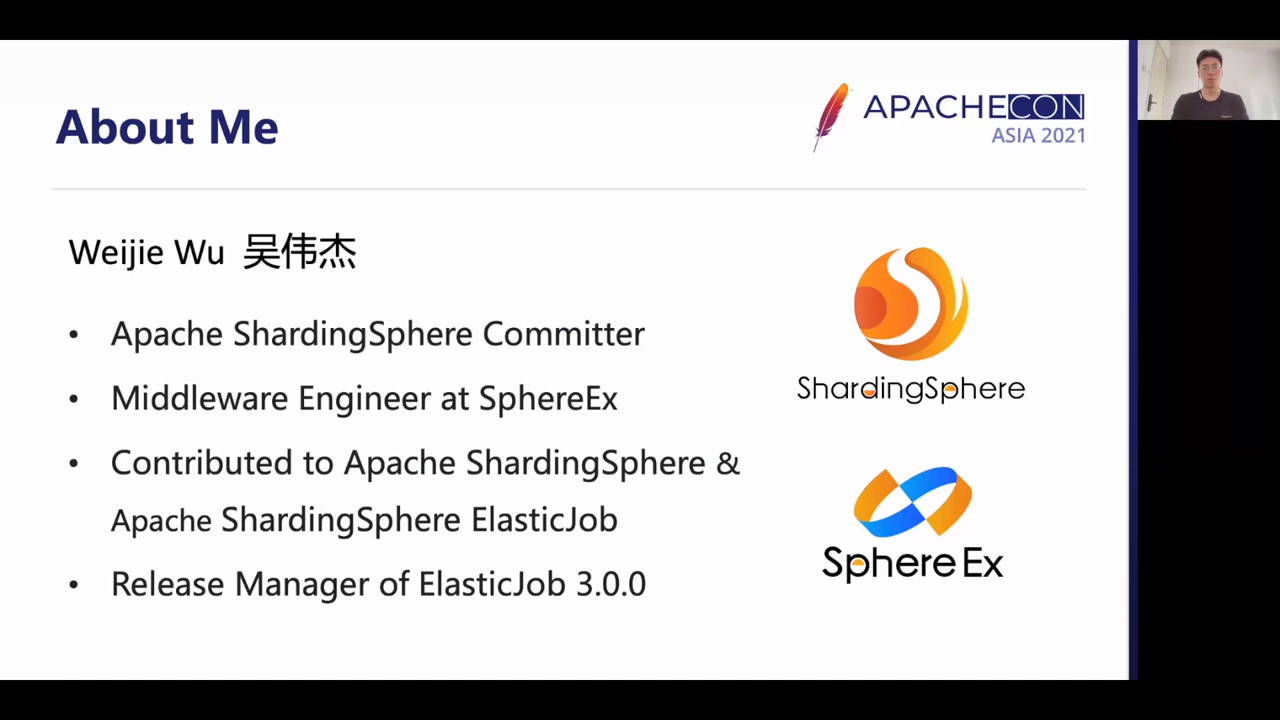 About Me
APACHECON
ASIA 2021
Weijie Wu 吴伟杰
• Apache ShardingSphere Committer
• Middleware Engineer at SphereEx
• Contributed to Apache ShardingSphere &
Apache ShardingSphere ElasticJob
• Release Manager of ElasticJob 3.0.0
ShardingSphere
SphereEx